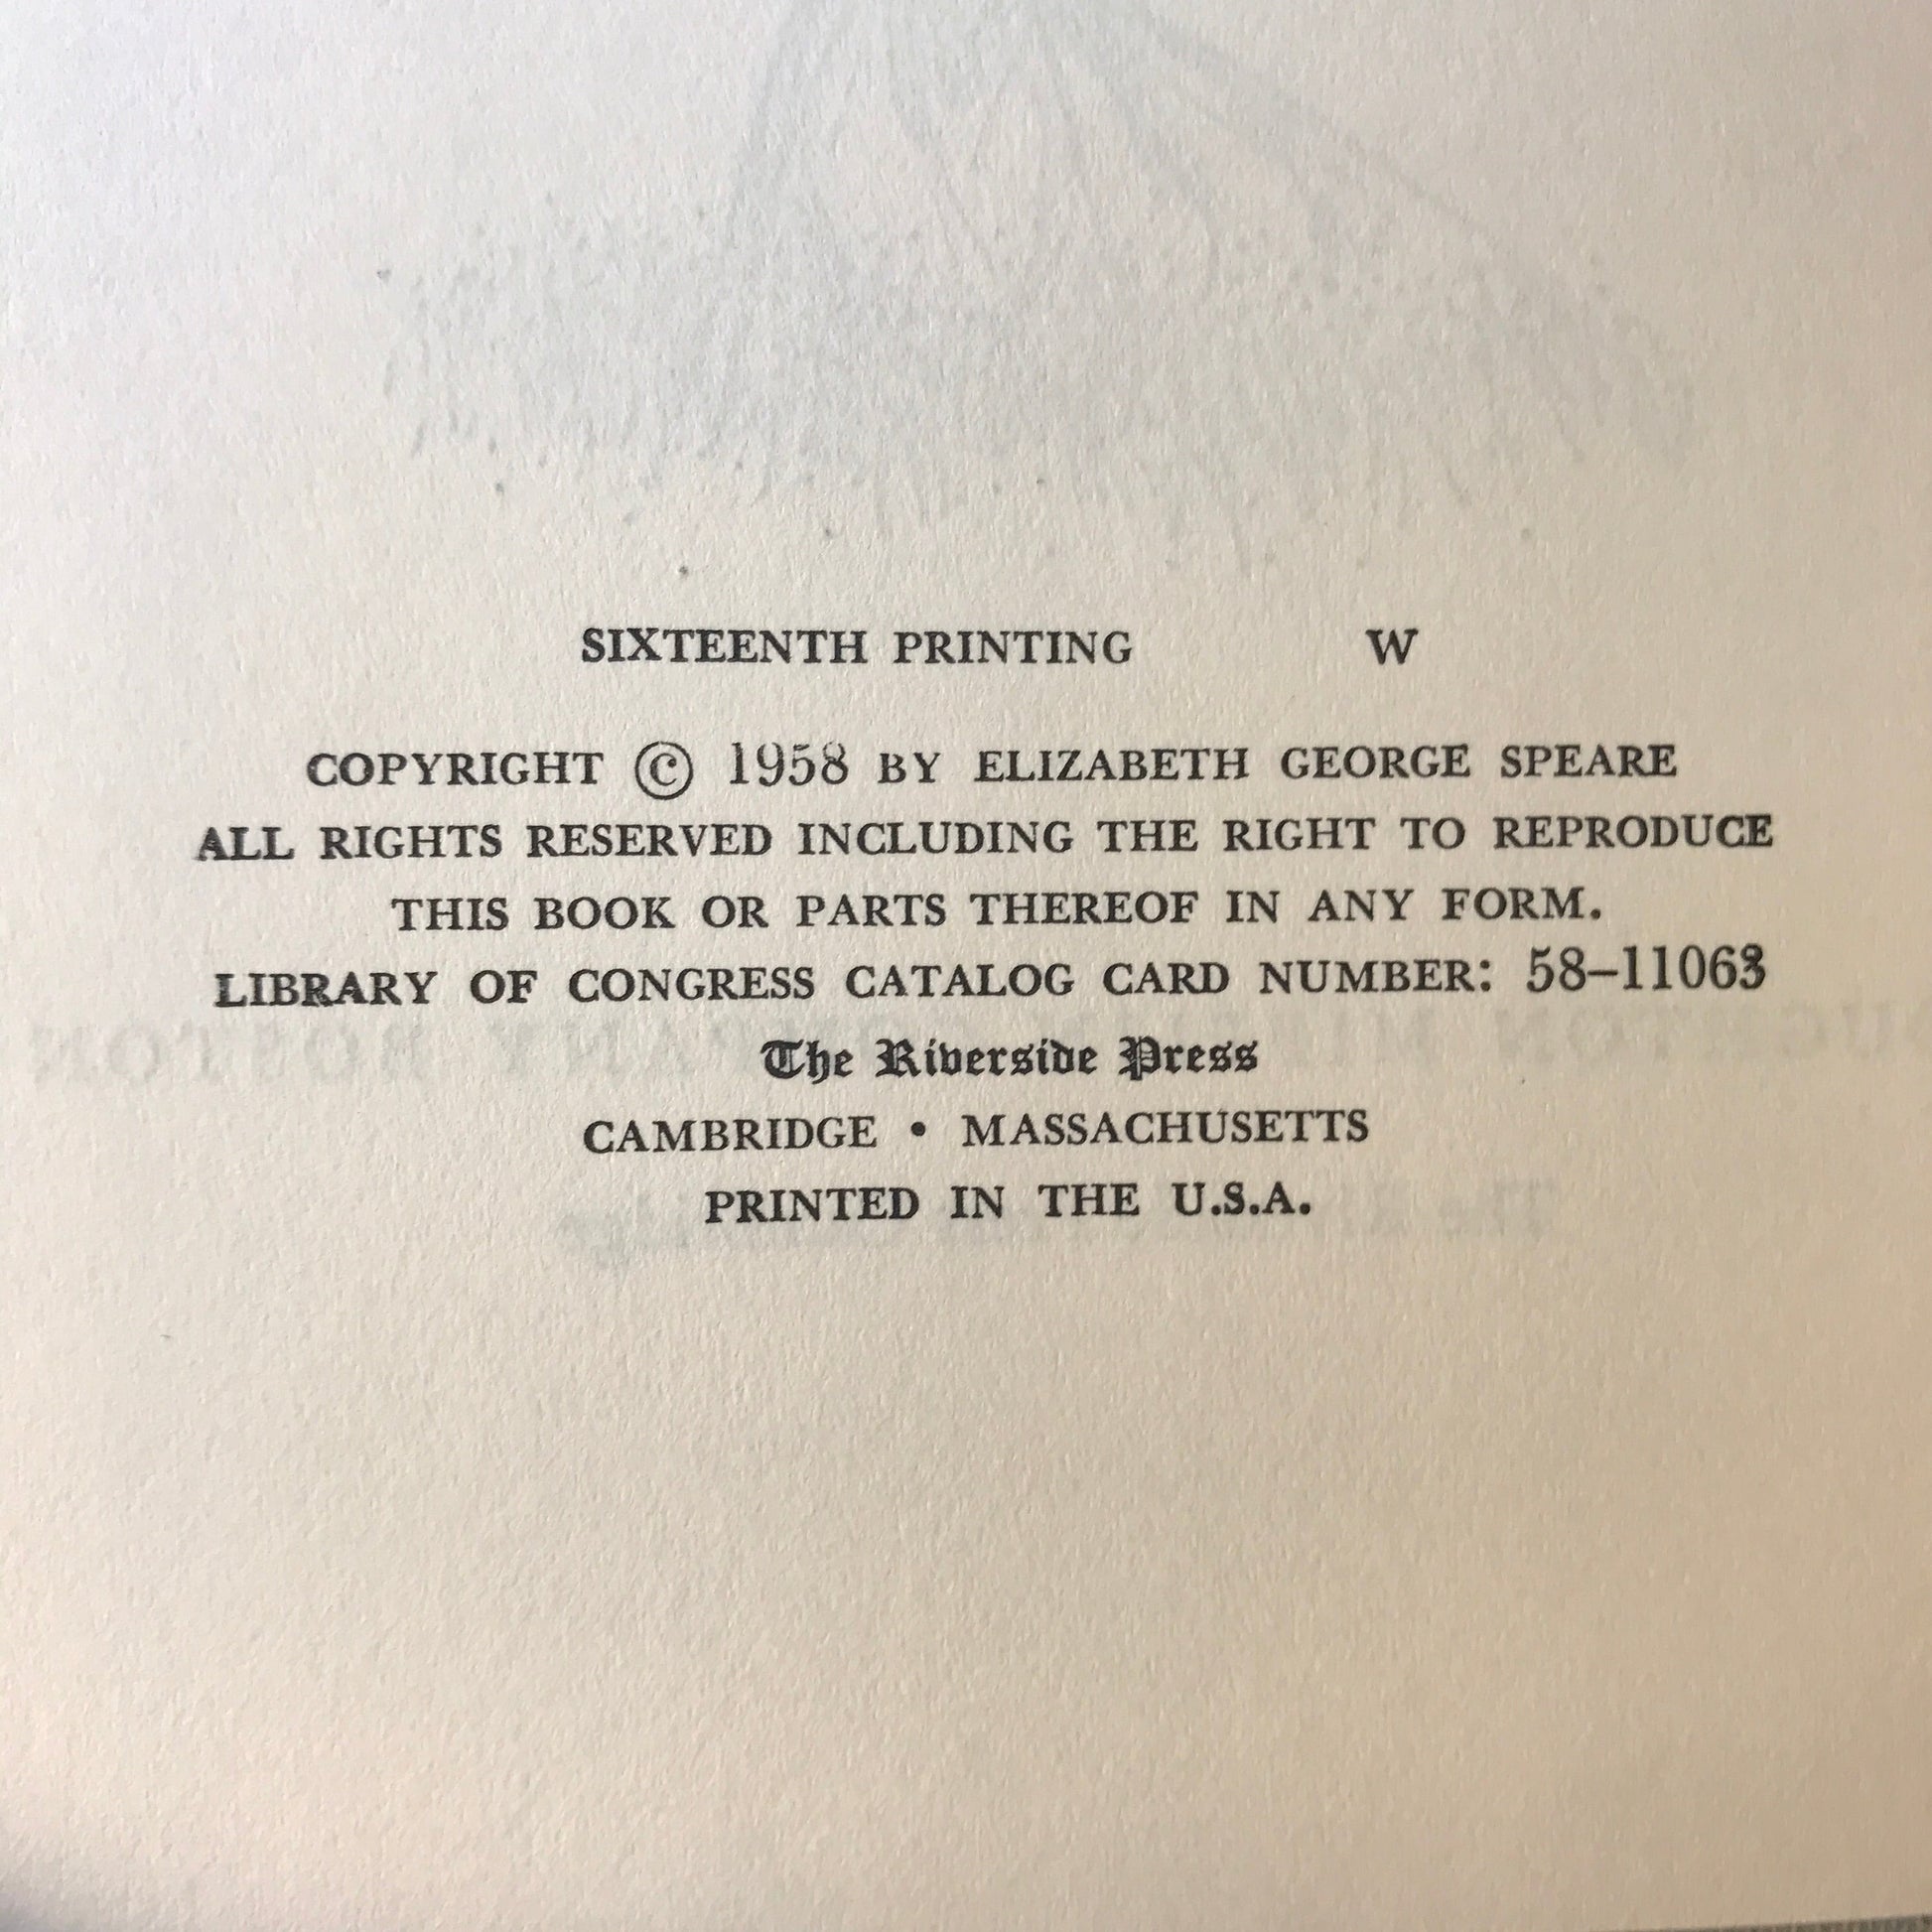 SIXTEENTH PRINTING W
COPYRIGHT © 1958 BY ELIZABETH GEORGE SPEARE
ALL RIGHTS RESERVED INCLUDING THE RIGHT TO REPRODUCE
THIS BOOK OR PARTS THEREOF IN ANY FORM.
LIBRARY OF CONGRESS CATALOG CARD NUMBER: 58–11063
The Riverside Press
CAMBRIDGE • MASSACHUSETTS
PRINTED IN THE U.S.A.